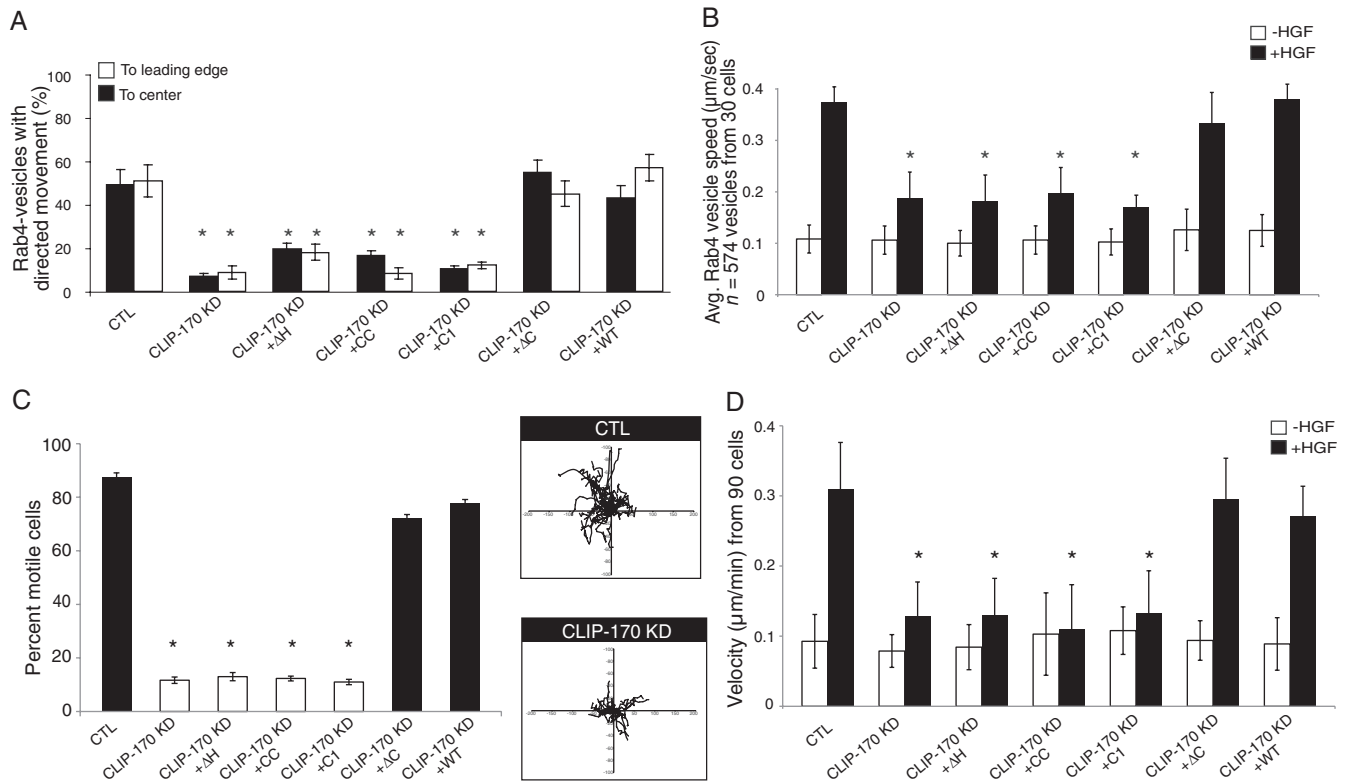 A
Rab4-vesicles with
directed movement (%)
To leading edge
To center
100
80
60
40
20
0
CTL
CLIP-170 KD
CLIP-170 KD
+ΔH
CLIP-170 KD
+CC
CLIP-170 KD
+C1
CLIP-170 KD
+ΔC
CLIP-170 KD
+WT
* * * * * * * *
B
Avg. Rab4 vesicle speed (μm/sec)
n = 574 vesicles from 30 cells
-HGF
+HGF
0.4
0.3
0.2
0.1
0
* * * *
CTL
CLIP-170 KD
CLIP-170 KD
+ΔH
CLIP-170 KD
+CC
CLIP-170 KD
+C1
CLIP-170 KD
+ΔC
CLIP-170 KD
+WT
C
Percent motile cells
100
80
60
40
20
0
* * * *
CTL
CLIP-170 KD
CLIP-170 KD
+ΔH
CLIP-170 KD
+CC
CLIP-170 KD
+C1
CLIP-170 KD
+ΔC
CLIP-170 KD
+WT
CTL
CLIP-170 KD
D
Velocity (μm/min) from 90 cells
-HGF
+HGF
0.4
0.3
0.2
0.1
0
* * * *
CTL
CLIP-170 KD
CLIP-170 KD
+ΔH
CLIP-170 KD
+CC
CLIP-170 KD
+C1
CLIP-170 KD
+ΔC
CLIP-170 KD
+WT